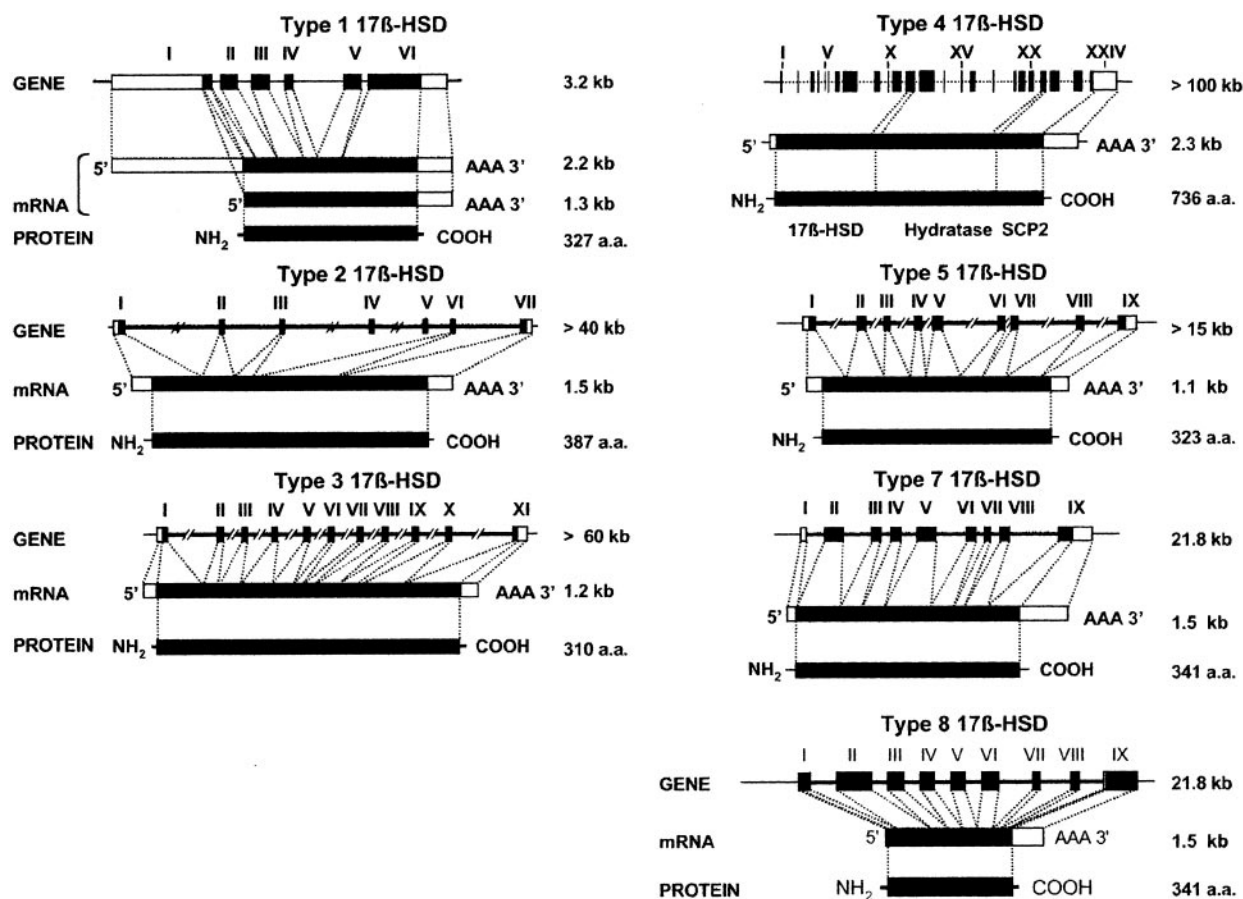 Type 1 17ß-HSD
I II III IV V VI
GENE 3.2 kb
5' AAA 3' 2.2 kb
mRNA 5' AAA 3' 1.3 kb
PROTEIN NH2 COOH 327 a.a.
Type 2 17ß-HSD
I II III IV V VI VII
GENE > 40 kb
mRNA 5' AAA 3' 1.5 kb
PROTEIN NH2 COOH 387 a.a.
Type 3 17ß-HSD
I II III IV V VI VII VIII IX X XI
GENE > 60 kb
mRNA 5' AAA 3' 1.2 kb
PROTEIN NH2 COOH 310 a.a.
Type 4 17ß-HSD
I V X XV XX XXIV
> 100 kb
5' AAA 3' 2.3 kb
NH2 COOH 736 a.a.
17ß-HSD Hydratase SCP2
Type 5 17ß-HSD
I II III IV V VI VII VIII IX
> 15 kb
5' AAA 3' 1.1 kb
NH2 COOH 323 a.a.
Type 7 17ß-HSD
I II III IV V VI VII VIII IX
21.8 kb
5' AAA 3' 1.5 kb
NH2 COOH 341 a.a.
Type 8 17ß-HSD
I II III IV V VI VII VIII IX
GENE 21.8 kb
mRNA 5' AAA 3' 1.5 kb
PROTEIN NH2 COOH 341 a.a.